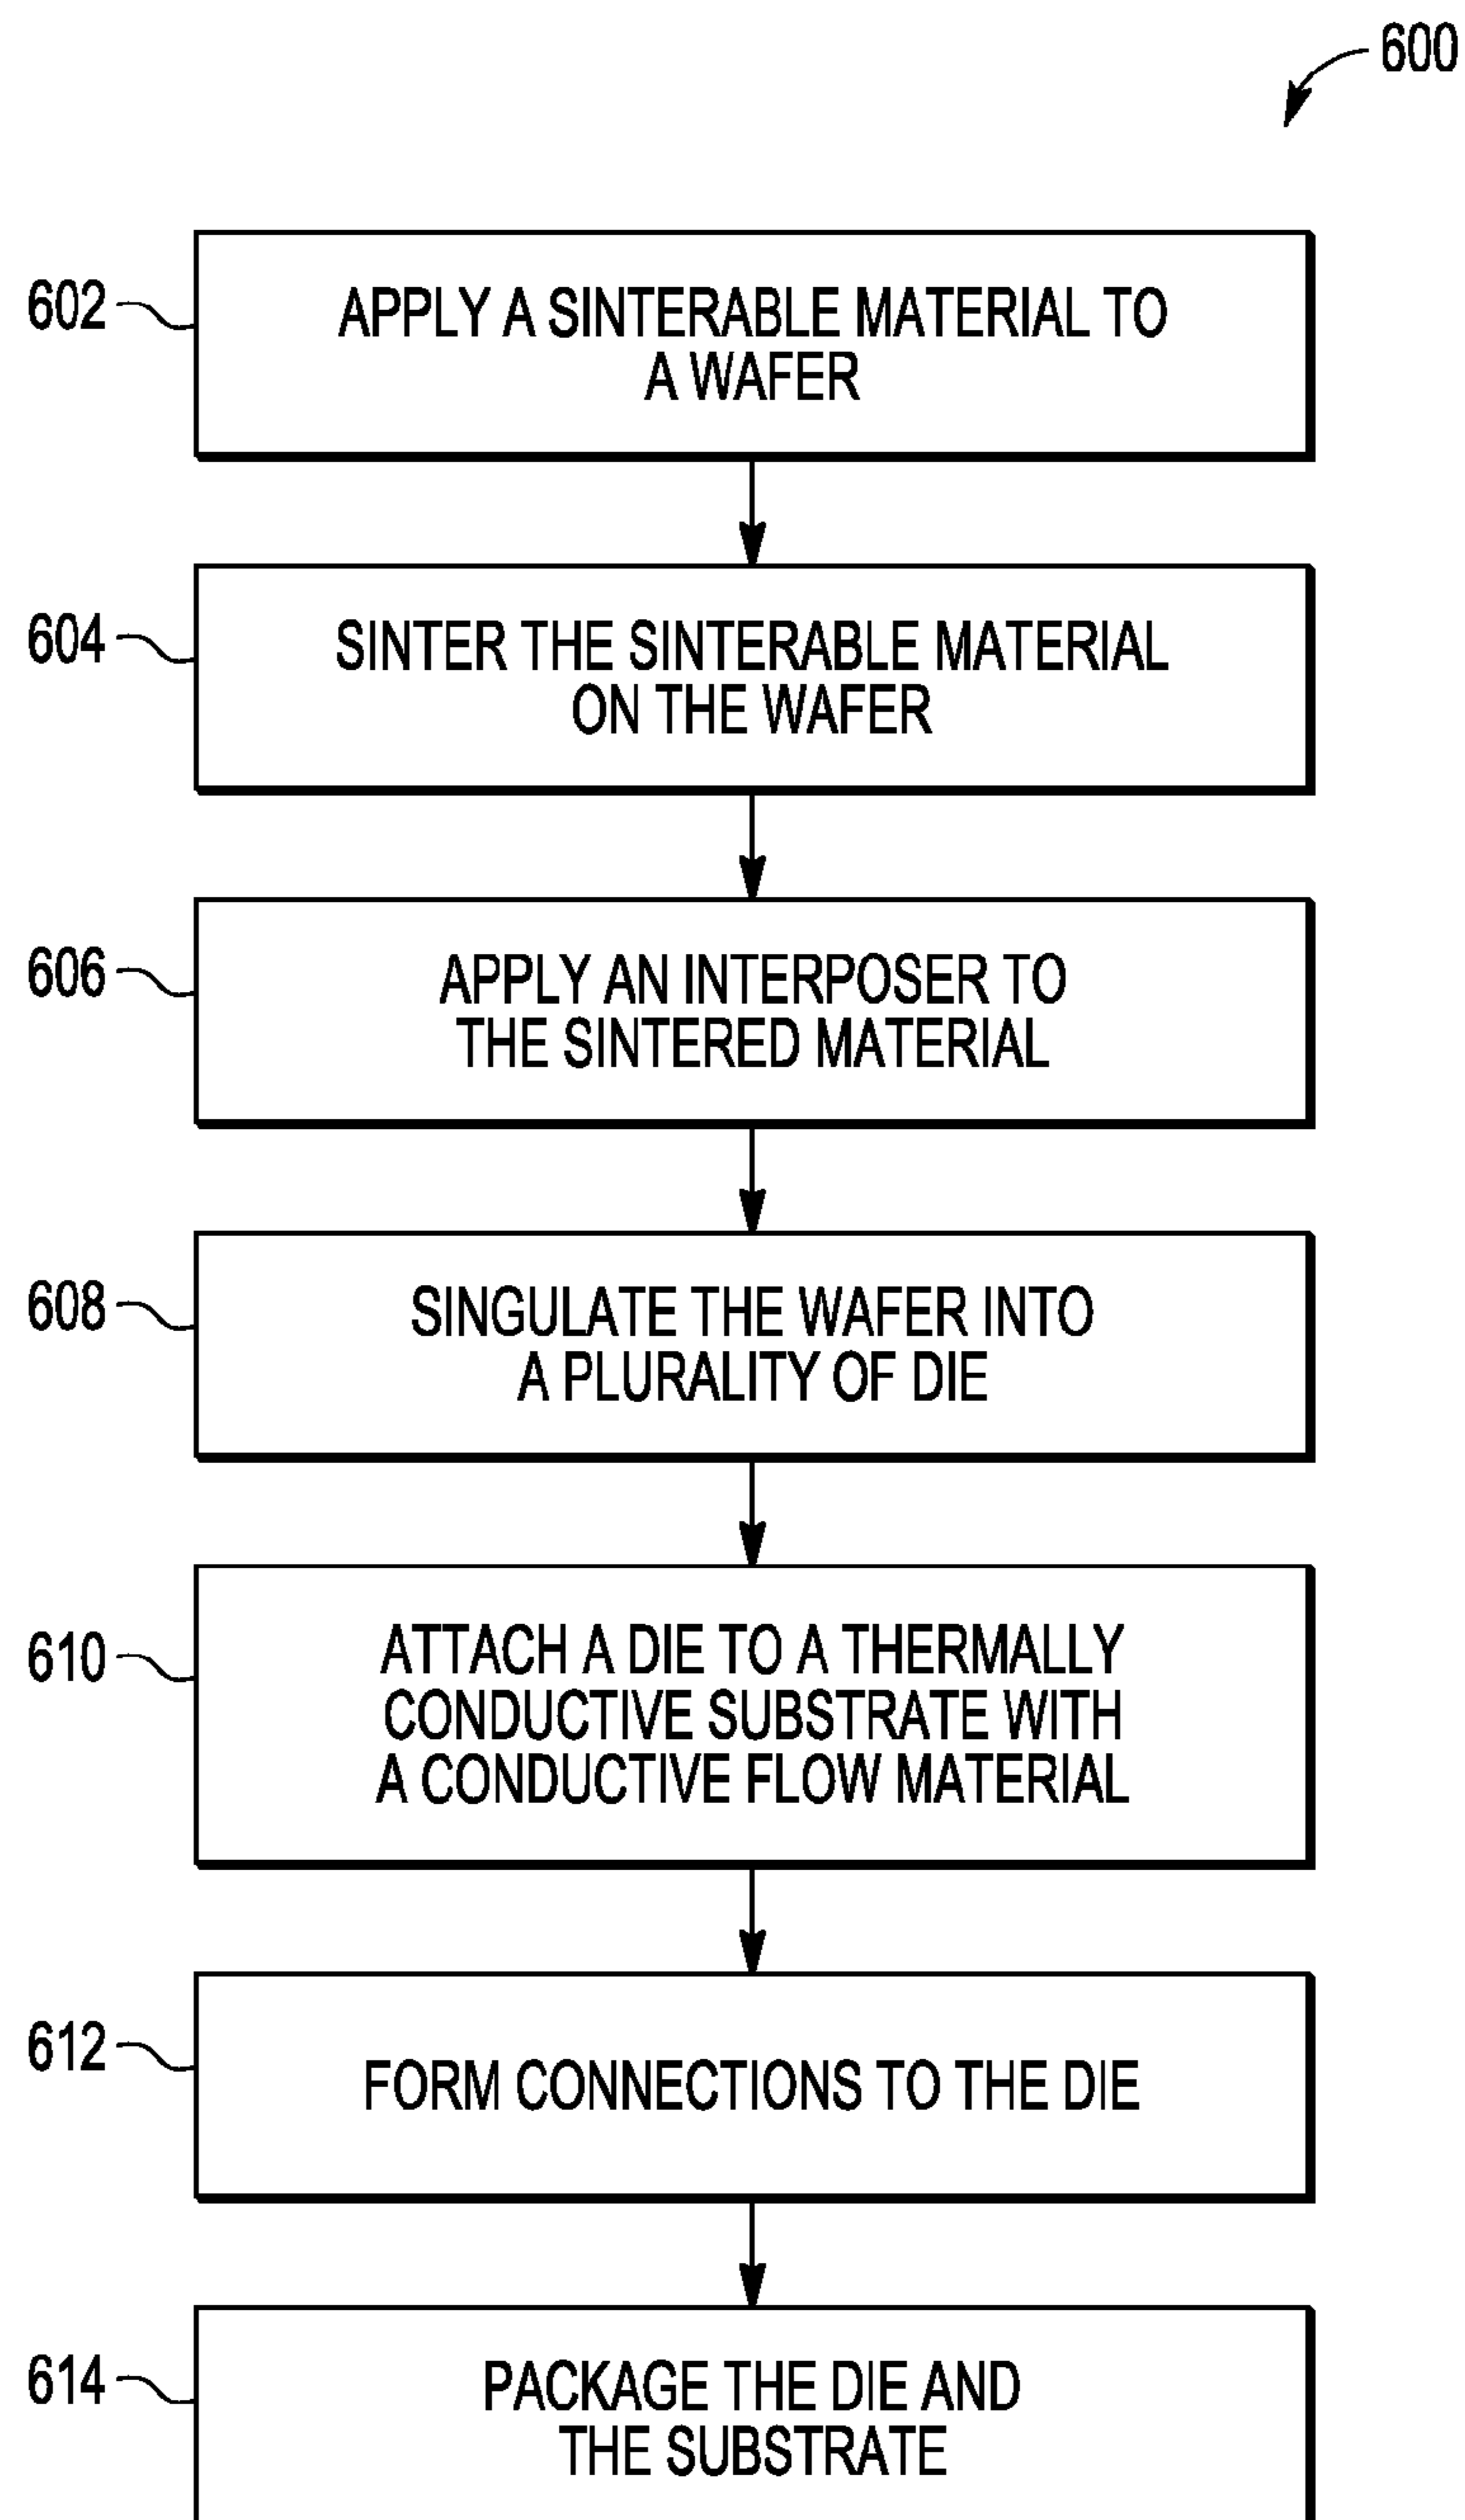 600
602
APPLY A SINTERABLE MATERIAL TO
A WAFER
604
SINTER THE SINTERABLE MATERIAL
ON THE WAFER
606
APPLY AN INTERPOSER TO
THE SINTERED MATERIAL
608
SINGULATE THE WAFER INTO
A PLURALITY OF DIE
610
ATTACH A DIE TO A THERMALLY
CONDUCTIVE SUBSTRATE WITH
A CONDUCTIVE FLOW MATERIAL
612
FORM CONNECTIONS TO THE DIE
614
PACKAGE THE DIE AND
THE SUBSTRATE